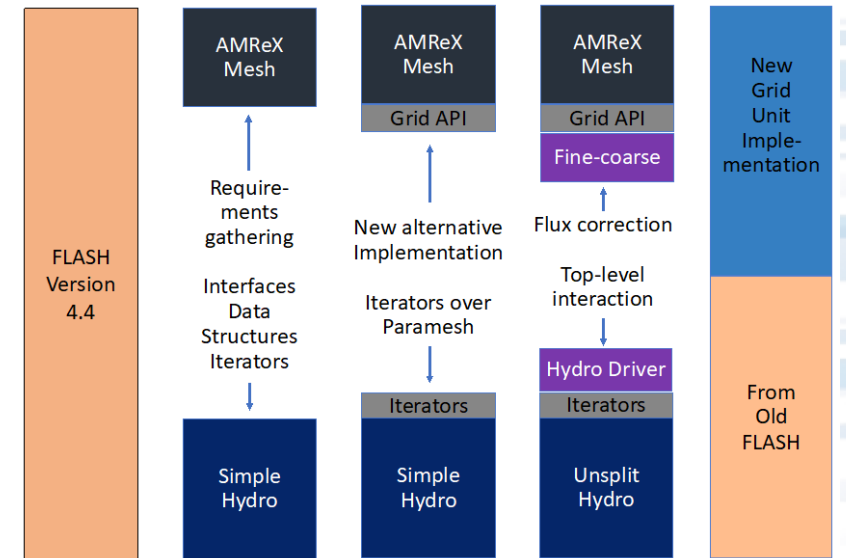 FLASH
Version
4.4
AMReX
Mesh
Require-
ments
gathering
Interfaces
Data
Structures
Iterators
Simple
Hydro
AMReX
Mesh
Grid API
New alternative
Implementation
Iterators over
Paramesh
Iterators
Simple
Hydro
AMReX
Mesh
Grid API
Fine-coarse
Flux correction
Top-level
interaction
Hydro Driver
Iterators
Unsplit
Hydro
New
Grid
Unit
Imple-
mentation
From
Old
FLASH